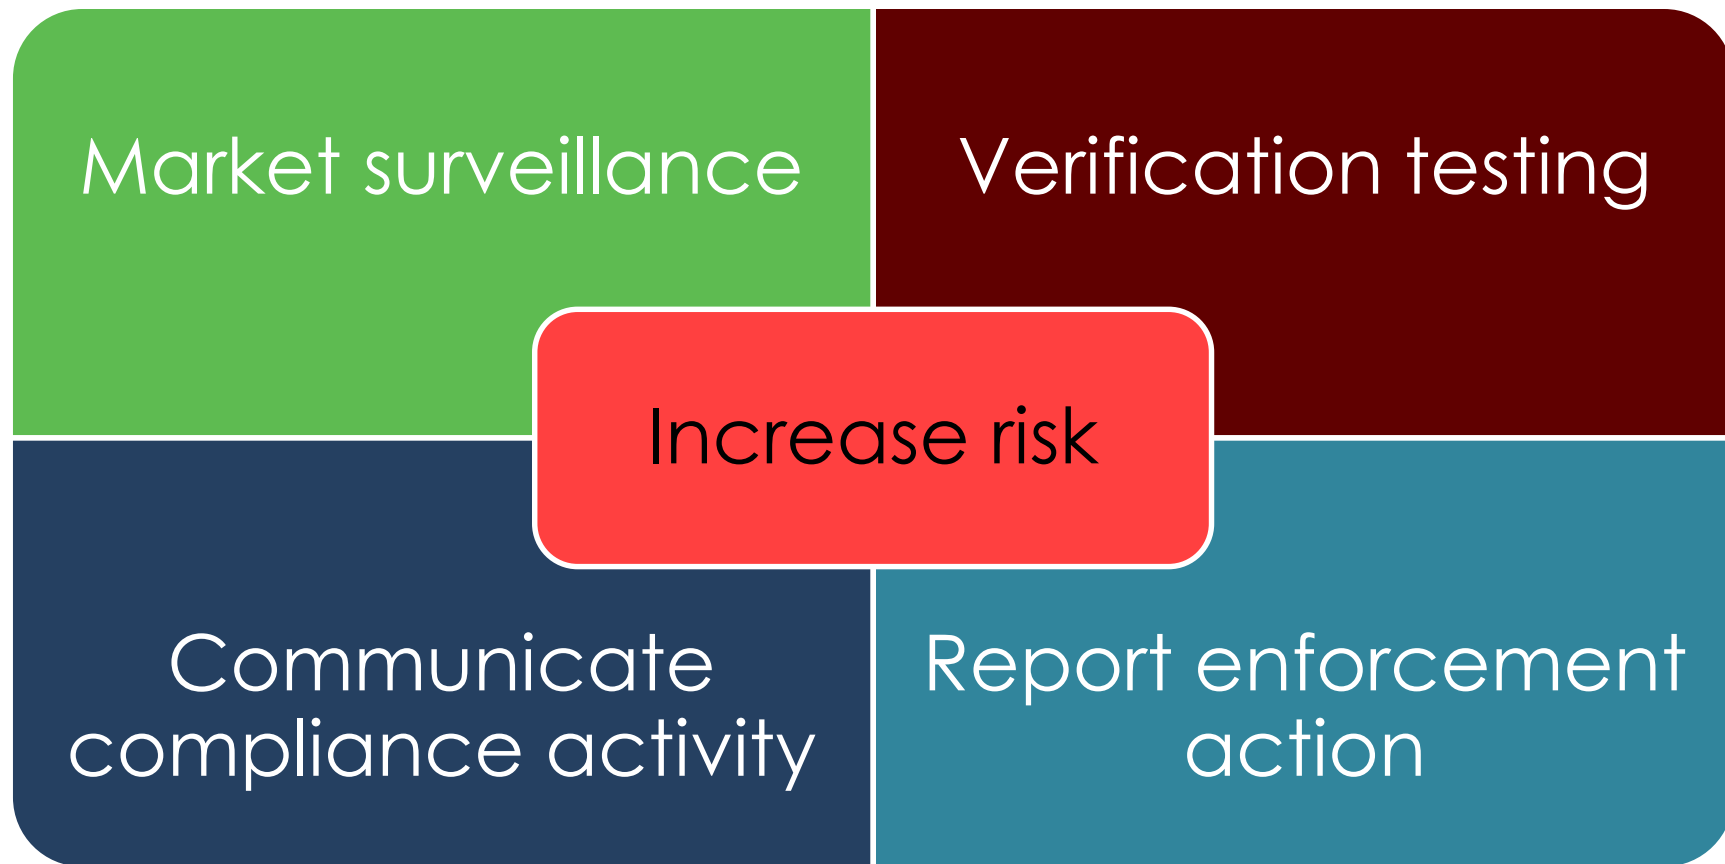 Market surveillance
Verification testing
Increase risk
Communicate
compliance activity
Report enforcement
action